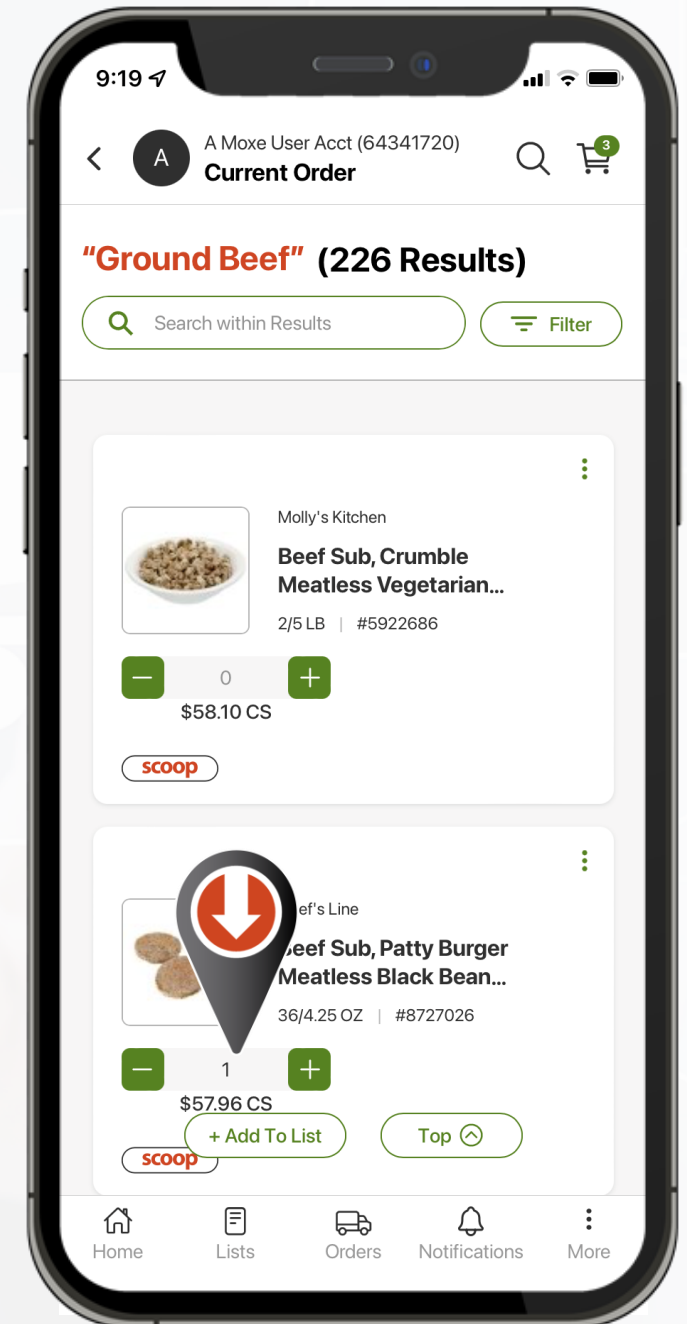 9:19
A
A Moxe User Acct (64341720)
Current Order
3
“Ground Beef” (226 Results)
Search within Results
Filter
Molly's Kitchen
Beef Sub, Crumble
Meatless Vegetarian...
2/5 LB | #5922686
0
$58.10 CS
scoop
Line
Sub, Patty Burger
Meatless Black Bean...
36/4.25 OZ | #8727026
1
$57.96 CS
+ Add To List
Top
scoop
Home
Lists
Orders
Notifications
More